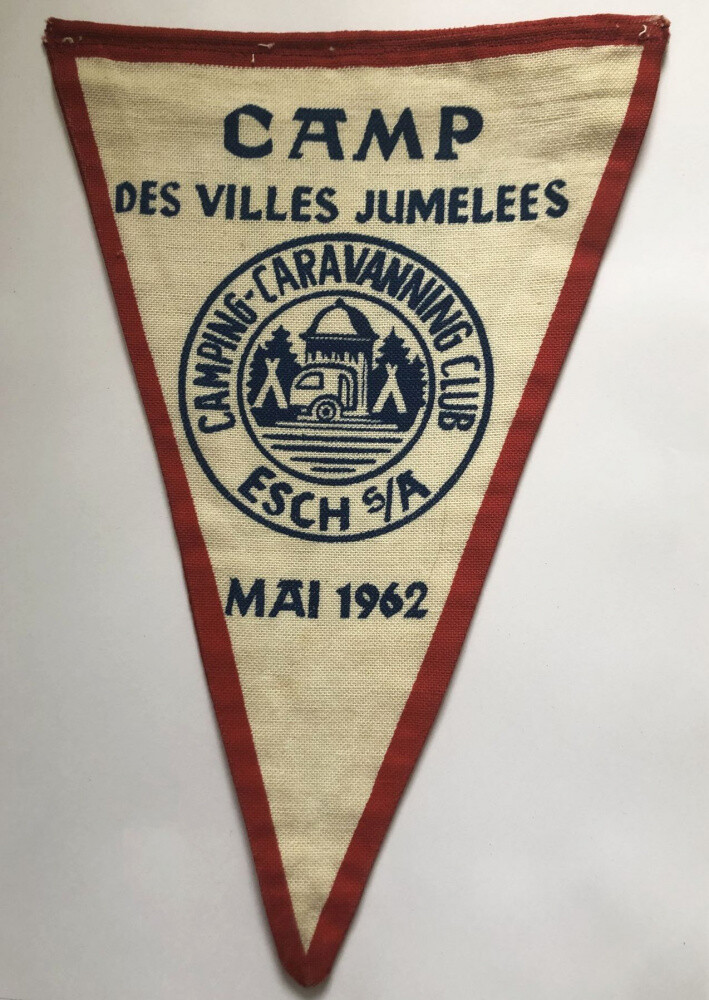 CAMP
DES VILLES JUMELEES
CAMPING-CARAVANNING CLUB
ESCH S/A
MAI 1962